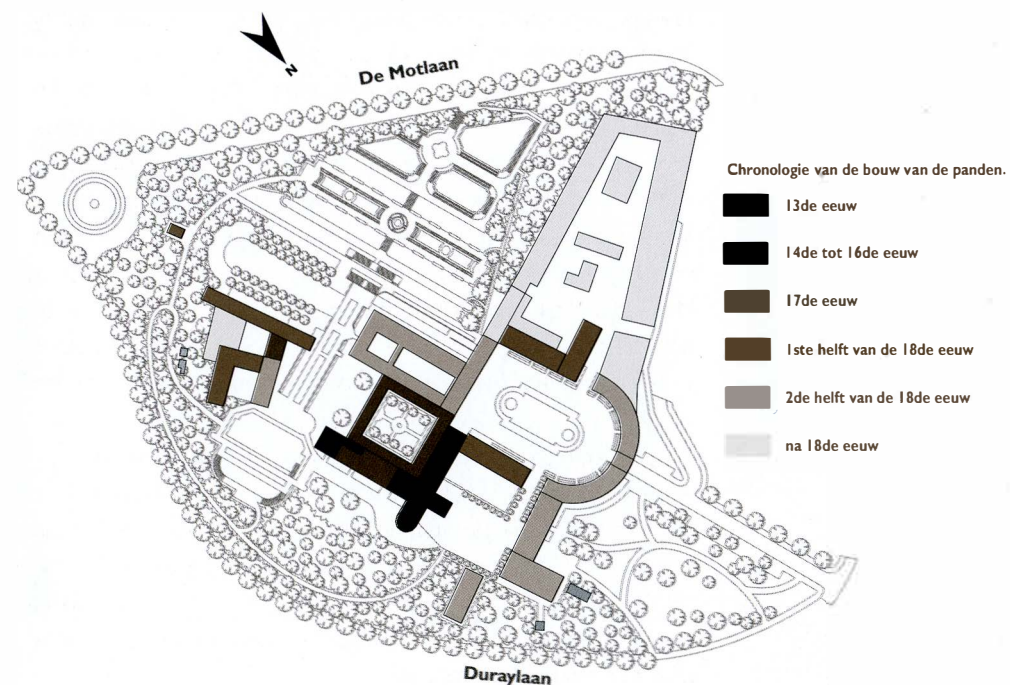 N
De Motlaan
Chronologie van de bouw van de panden.
13de eeuw
14de tot 16de eeuw
17de eeuw
1ste helft van de 18de eeuw
2de helft van de 18de eeuw
na 18de eeuw
Duraylaan